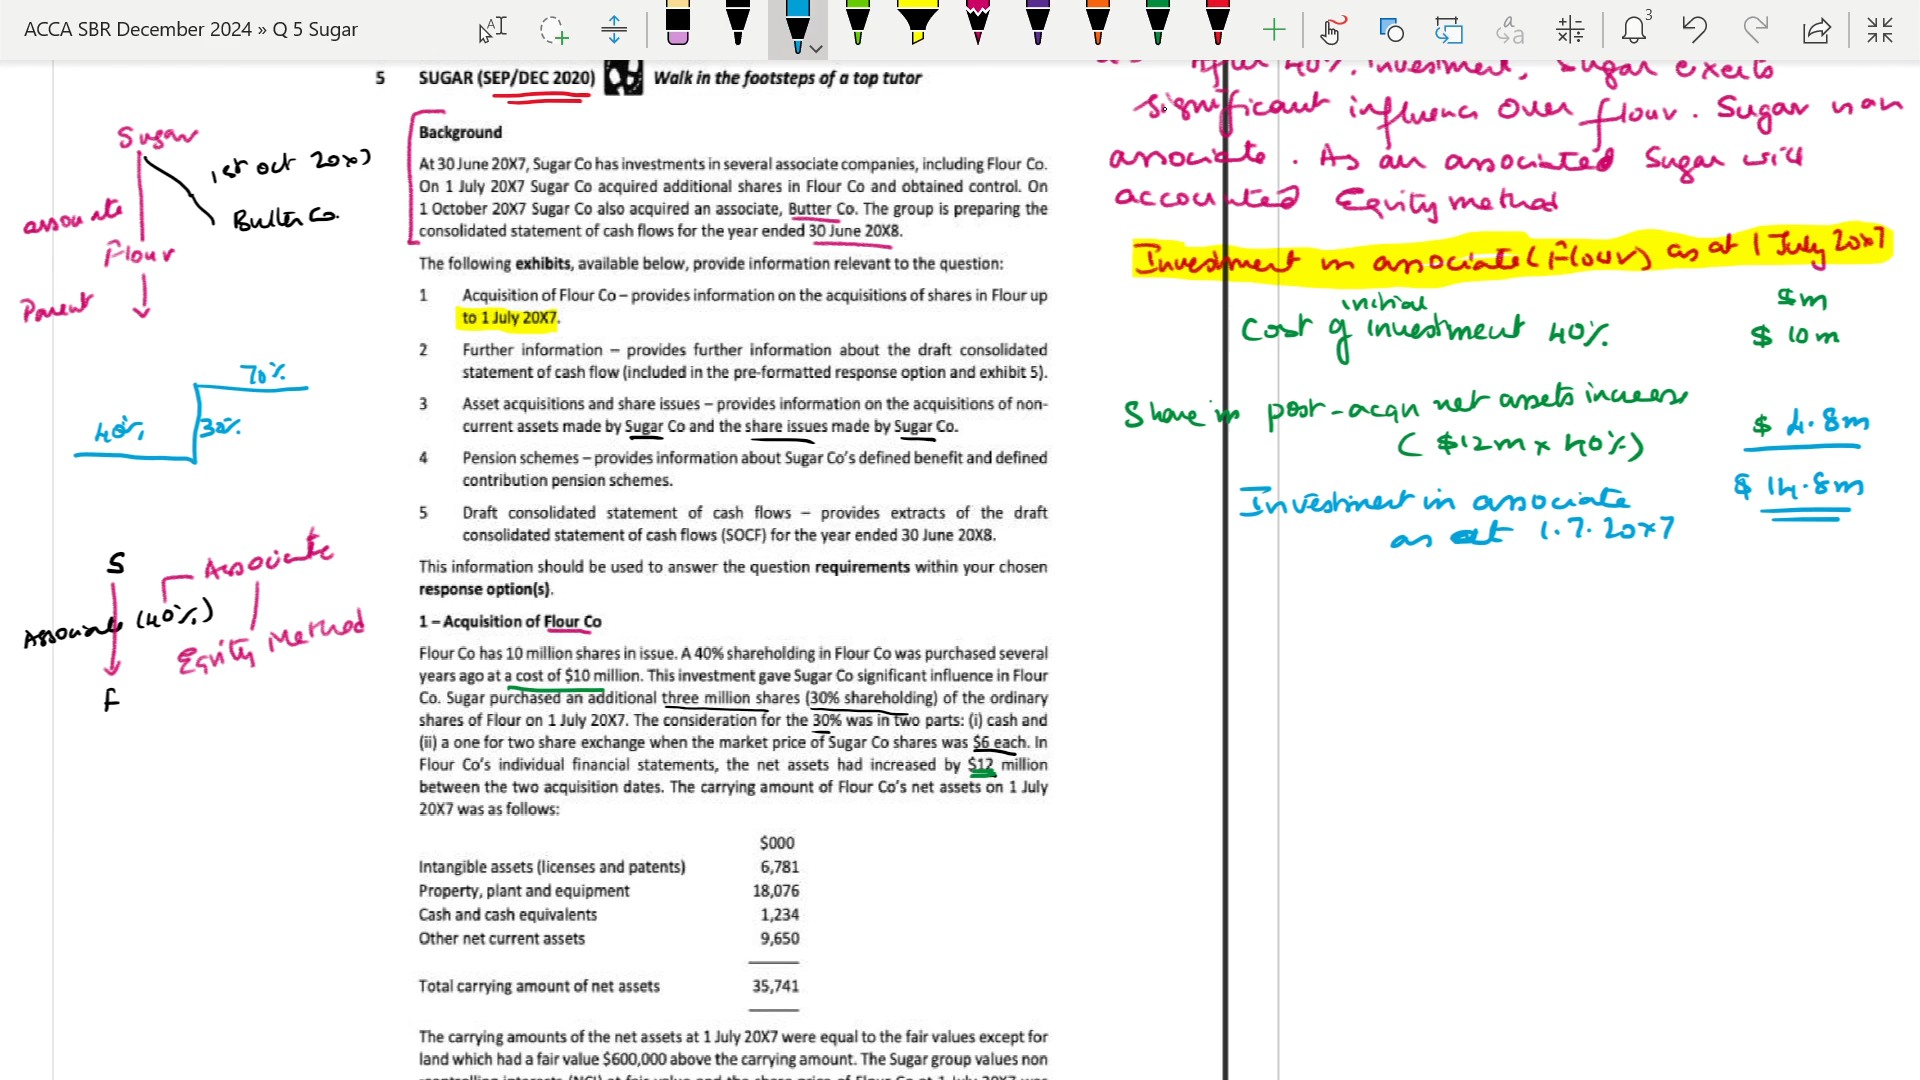 ACCA SBR December 2024 » Q 5 Sugar
3
5 SUGAR (SEP/DEC 2020) Walk in the footsteps of a top tutor
Background
At 30 June 20X7, Sugar Co has investments in several associate companies, including Flour Co.
On 1 July 20X7 Sugar Co acquired additional shares in Flour Co and obtained control. On
1 October 20X7 Sugar Co also acquired an associate, Butter Co. The group is preparing the
consolidated statement of cash flows for the year ended 30 June 20X8.
The following exhibits, available below, provide information relevant to the question:
1 Acquisition of Flour Co – provides information on the acquisitions of shares in Flour up
to 1 July 20X7.
2 Further information – provides further information about the draft consolidated
statement of cash flow (included in the pre-formatted response option and exhibit 5).
3 Asset acquisitions and share issues – provides information on the acquisitions of non-
current assets made by Sugar Co and the share issues made by Sugar Co.
4 Pension schemes – provides information about Sugar Co's defined benefit and defined
contribution pension schemes.
5 Draft consolidated statement of cash flows – provides extracts of the draft
consolidated statement of cash flows (SOCF) for the year ended 30 June 20X8.
This information should be used to answer the question requirements within your chosen
response option(s).
1 – Acquisition of Flour Co
Flour Co has 10 million shares in issue. A 40% shareholding in Flour Co was purchased several
years ago at a cost of $10 million. This investment gave Sugar Co significant influence in Flour
Co. Sugar purchased an additional three million shares (30% shareholding) of the ordinary
shares of Flour on 1 July 20X7. The consideration for the 30% was in two parts: (i) cash and
(ii) a one for two share exchange when the market price of Sugar Co shares was $6 each. In
Flour Co's individual financial statements, the net assets had increased by $12 million
between the two acquisition dates. The carrying amount of Flour Co's net assets on 1 July
20X7 was as follows:
$000
Intangible assets (licenses and patents) 6,781
Property, plant and equipment 18,076
Cash and cash equivalents 1,234
Other net current assets 9,650
Total carrying amount of net assets 35,741
The carrying amounts of the net assets at 1 July 20X7 were equal to the fair values except for
land which had a fair value $600,000 above the carrying amount. The Sugar group values non
Sugar
1st Oct 20x7
Butter Co.
associate
Flour
Parent
70%
40%
30%
S
Associate
Associate (40%)
Equity Method
F
After 40% investment, Sugar exerts
significant influence over flour. Sugar is an
associate. As an associated Sugar will
accounted Equity method
Investment in associate (Flour) as at 1 July 20x7
$m
initial
Cost of investment 40% $ 10m
Share in post-acqn net assets increase
($12m x 40%) $ 4.8m
Investment in associate $ 14.8m
as at 1.7.20x7